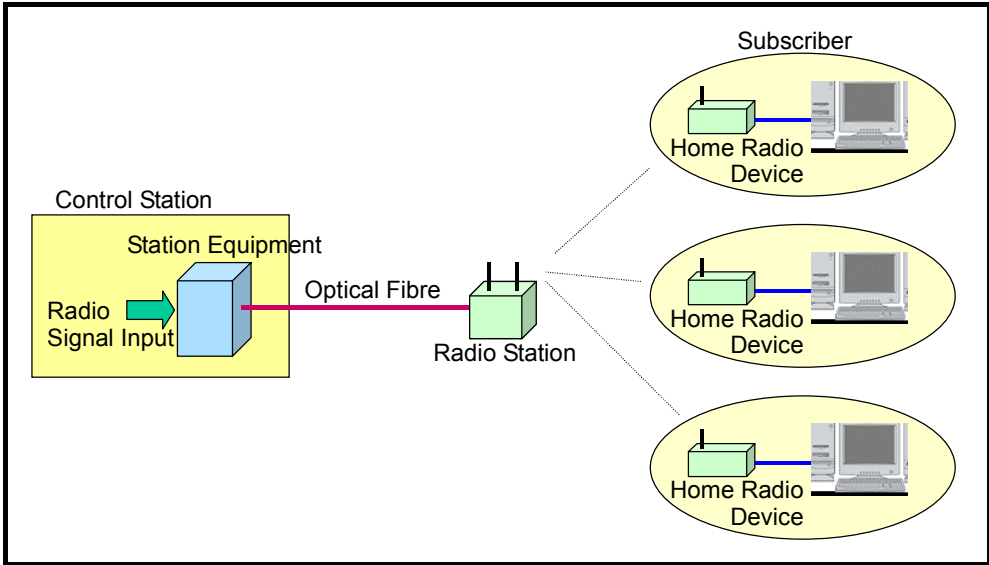 Control Station
Station Equipment
Radio
Signal Input
Optical Fibre
Radio Station
Subscriber
Home Radio
Device
Home Radio
Device
Home Radio
Device